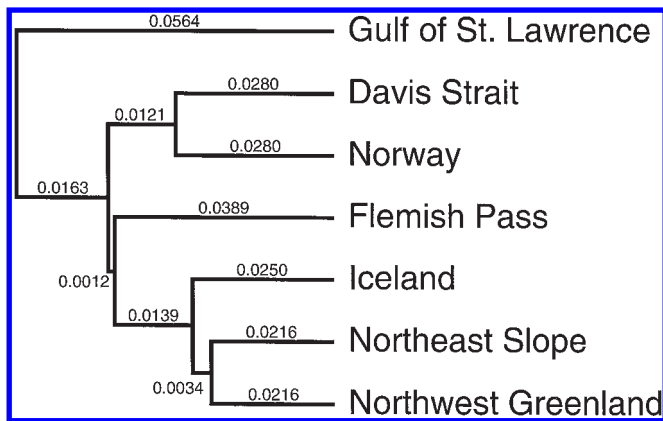 0.0564 Gulf of St. Lawrence
0.0280 Davis Strait
0.0121
0.0280 Norway
0.0163
0.0389 Flemish Pass
0.0012
0.0250 Iceland
0.0139
0.0216 Northeast Slope
0.0034
0.0216 Northwest Greenland